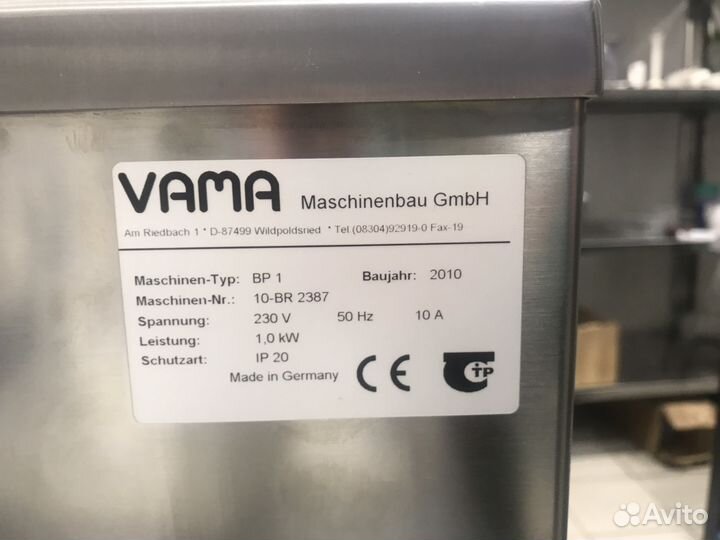 VAMA Maschinenbau GmbH
Am Riedbach 1 * D-87499 Wildpoldsried * Tel.(08304)92919-0 Fax-19
Maschinen-Typ: BP 1 Baujahr: 2010
Maschinen-Nr.: 10-BR 2387
Spannung: 230 V 50 Hz 10 A
Leistung: 1,0 kW
Schutzart: IP 20
Made in Germany CE СТР
Avito